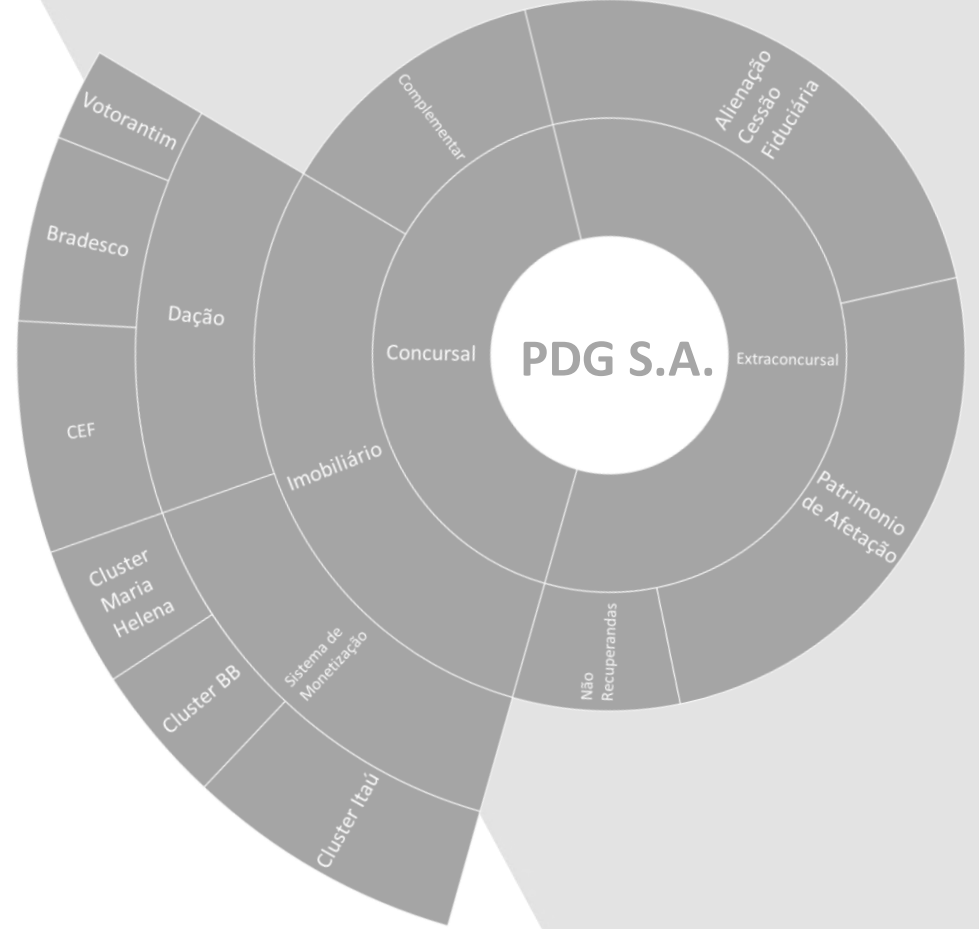 PDG S.A.
Concursal
Extraconcursal
Complementar
Imobiliário
Alienação
Cessão
Fiduciária
Patrimonio
de Afetação
Não
Recuperandas
Dação
Sistema de
Monetização
Votorantim
Bradesco
CEF
Cluster
Maria
Helena
Cluster BB
Cluster Itaú